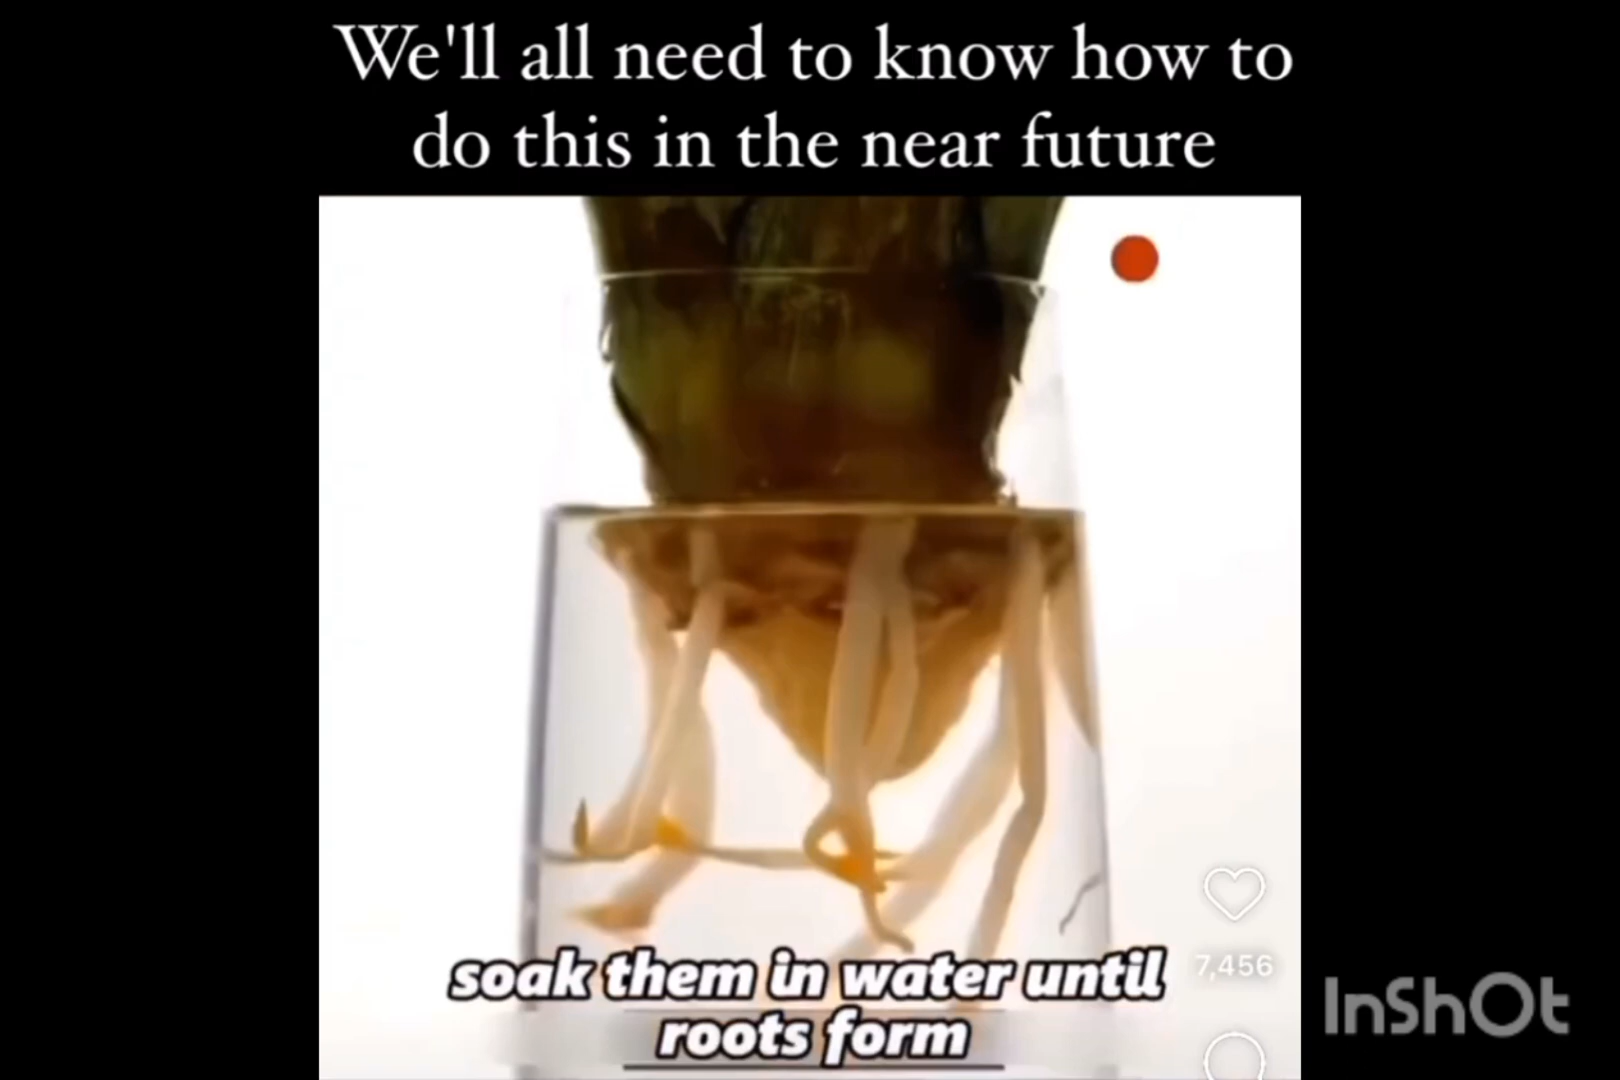 We'll all need to know how to
do this in the near future
soak them in water until
roots form
7,456
InShOt